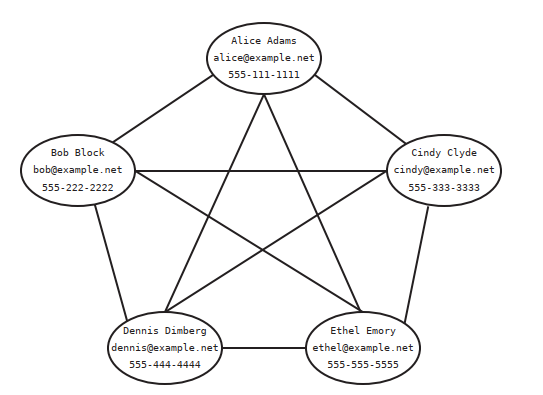 Alice Adams
alice@example.net
555-111-1111
Bob Block
bob@example.net
555-222-2222
Cindy Clyde
cindy@example.net
555-333-3333
Dennis Dimberg
dennis@example.net
555-444-4444
Ethel Emory
ethel@example.net
555-555-5555